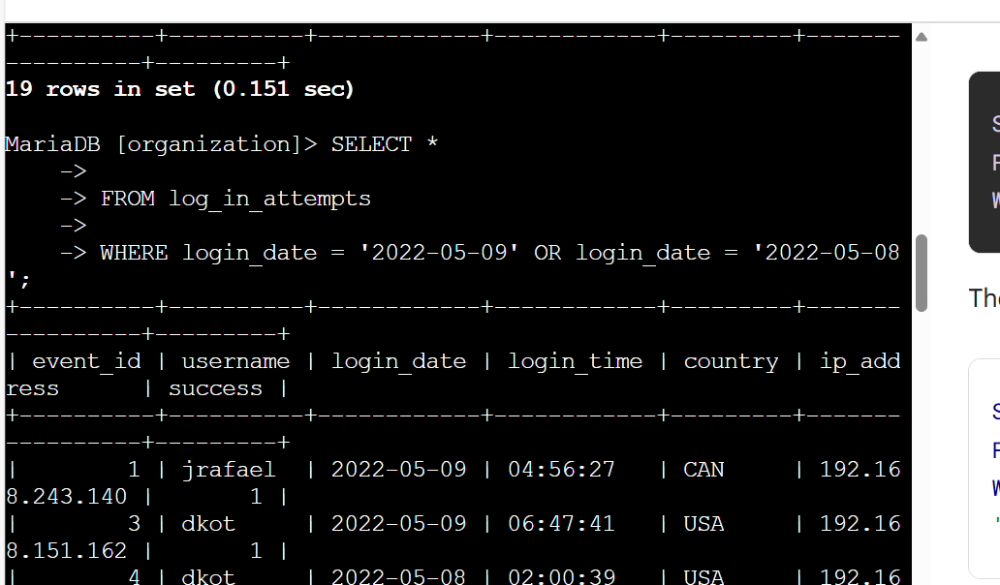 +----------+----------+------------+------------+---------+-------
----------+---------+
19 rows in set (0.151 sec)
MariaDB [organization]> SELECT *
->
-> FROM log_in_attempts
->
-> WHERE login_date = '2022-05-09' OR login_date = '2022-05-08
';
+----------+----------+------------+------------+---------+-------
----------+---------+
| event_id | username | login_date | login_time | country | ip_add
ress      | success |
+----------+----------+------------+------------+---------+-------
----------+---------+
|        1 | jrafael  | 2022-05-09 | 04:56:27   | CAN     | 192.16
8.243.140 |       1 |
|        3 | dkot     | 2022-05-09 | 06:47:41   | USA     | 192.16
8.151.162 |       1 |
|        4 | dkot     | 2022-05-08 | 02:00:39   | USA     | 192.16